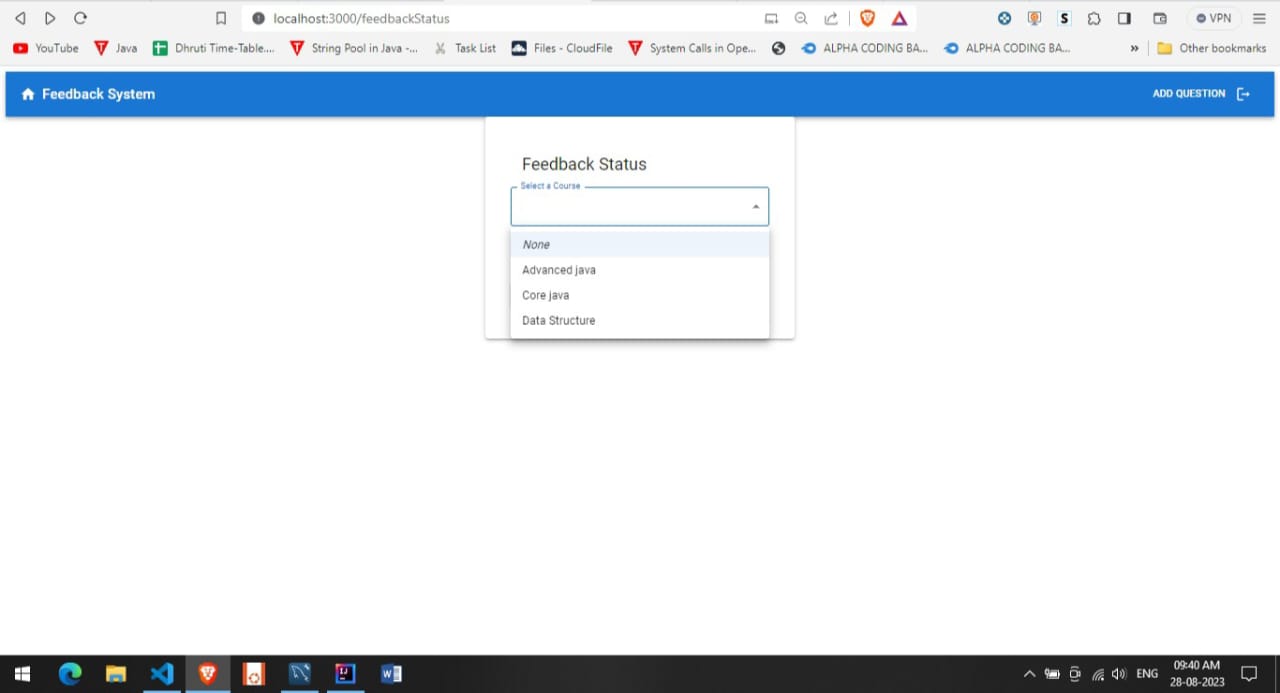 localhost:3000/feedbackStatus
VPN
YouTube Java Dhruti Time-Table.... String Pool in Java -... Task List Files - CloudFile System Calls in Ope... ALPHA CODING BA... ALPHA CODING BA... » Other bookmarks
Feedback System ADD QUESTION
Feedback Status
Select a Course
None
Advanced java
Core java
Data Structure
ENG
09:40 AM
28-08-2023